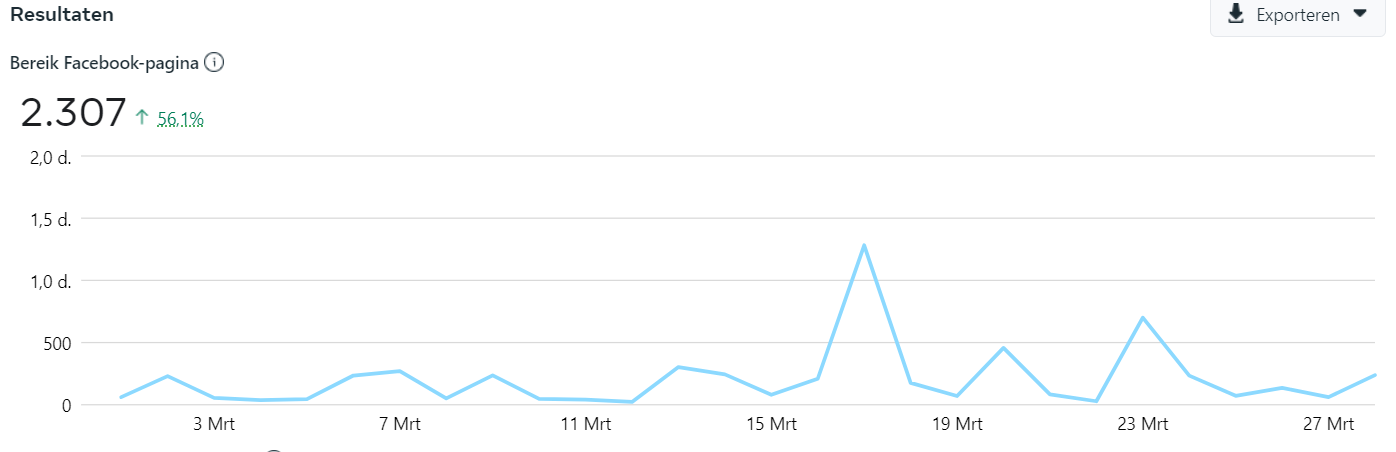 Resultaten
Exporteren
Bereik Facebook-pagina
2.307 ↑ 56,1%
2,0 d.
1,5 d.
1,0 d.
500
0
3 Mrt 7 Mrt 11 Mrt 15 Mrt 19 Mrt 23 Mrt 27 Mrt